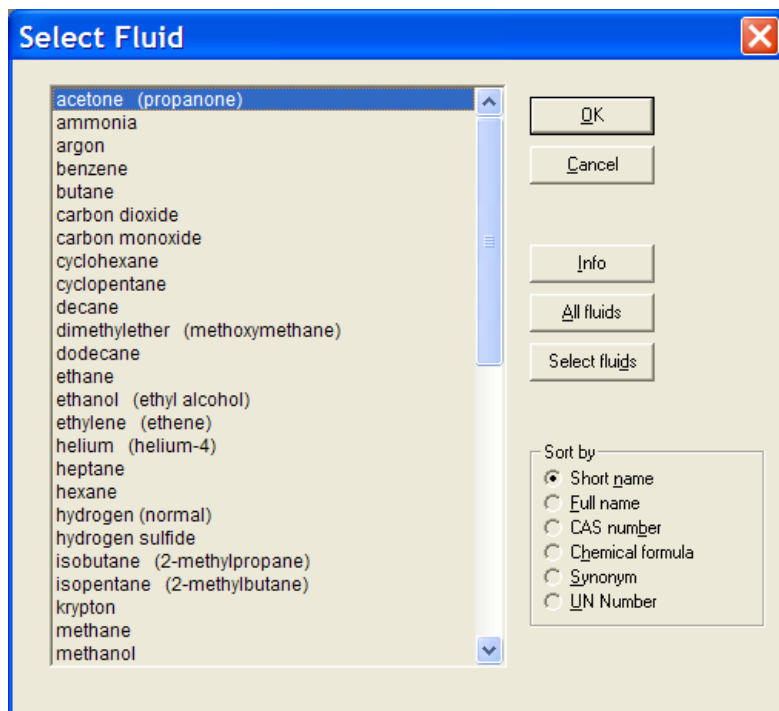 Select Fluid
acetone (propanone)
ammonia
argon
benzene
butane
carbon dioxide
carbon monoxide
cyclohexane
cyclopentane
decane
dimethylether (methoxymethane)
dodecane
ethane
ethanol (ethyl alcohol)
ethylene (ethene)
helium (helium-4)
heptane
hexane
hydrogen (normal)
hydrogen sulfide
isobutane (2-methylpropane)
isopentane (2-methylbutane)
krypton
methane
methanol
OK
Cancel
Info
All fluids
Select fluids
Sort by
Short name
Full name
CAS number
Chemical formula
Synonym
UN Number